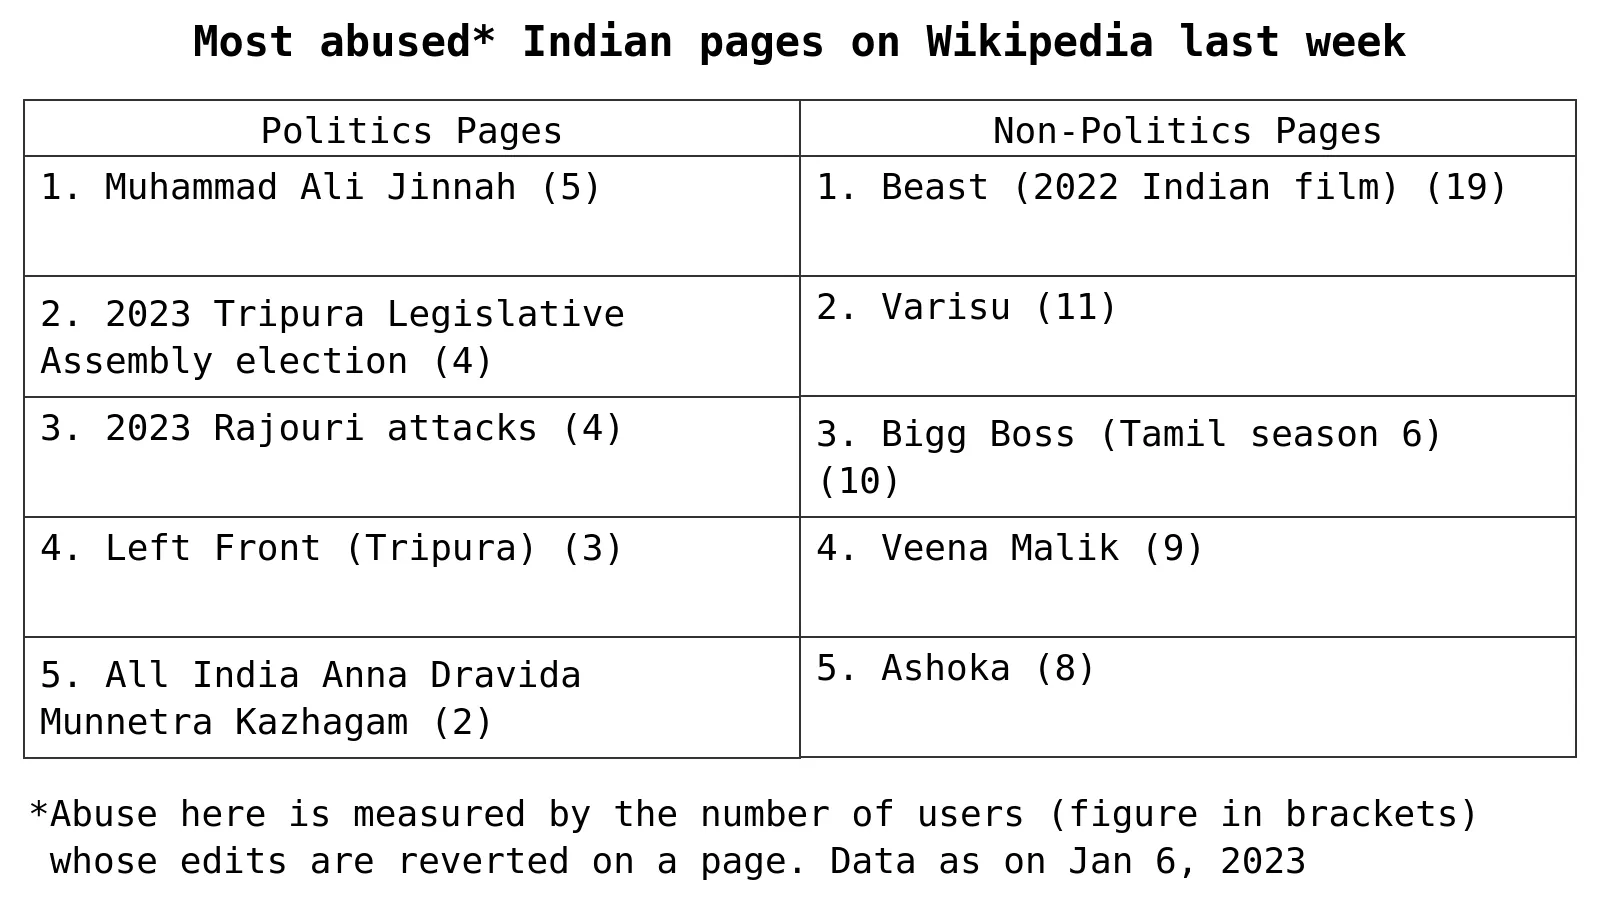 Most abused* Indian pages on Wikipedia last week
Politics Pages
Non-Politics Pages
1. Muhammad Ali Jinnah (5)
1. Beast (2022 Indian film) (19)
2. 2023 Tripura Legislative
Assembly election (4)
2. Varisu (11)
3. 2023 Rajouri attacks (4)
3. Bigg Boss (Tamil season 6)
(10)
4. Left Front (Tripura) (3)
4. Veena Malik (9)
5. All India Anna Dravida
Munnetra Kazhagam (2)
5. Ashoka (8)
*Abuse here is measured by the number of users (figure in brackets)
whose edits are reverted on a page. Data as on Jan 6, 2023